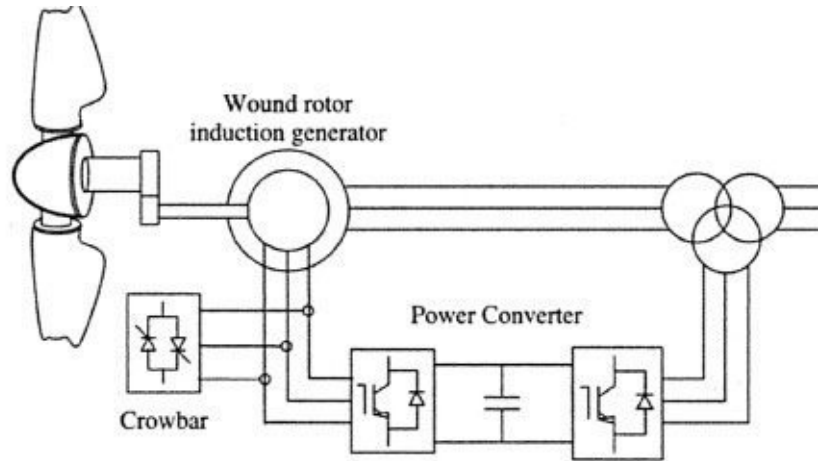 Wound rotor
induction generator
Power Converter
Crowbar